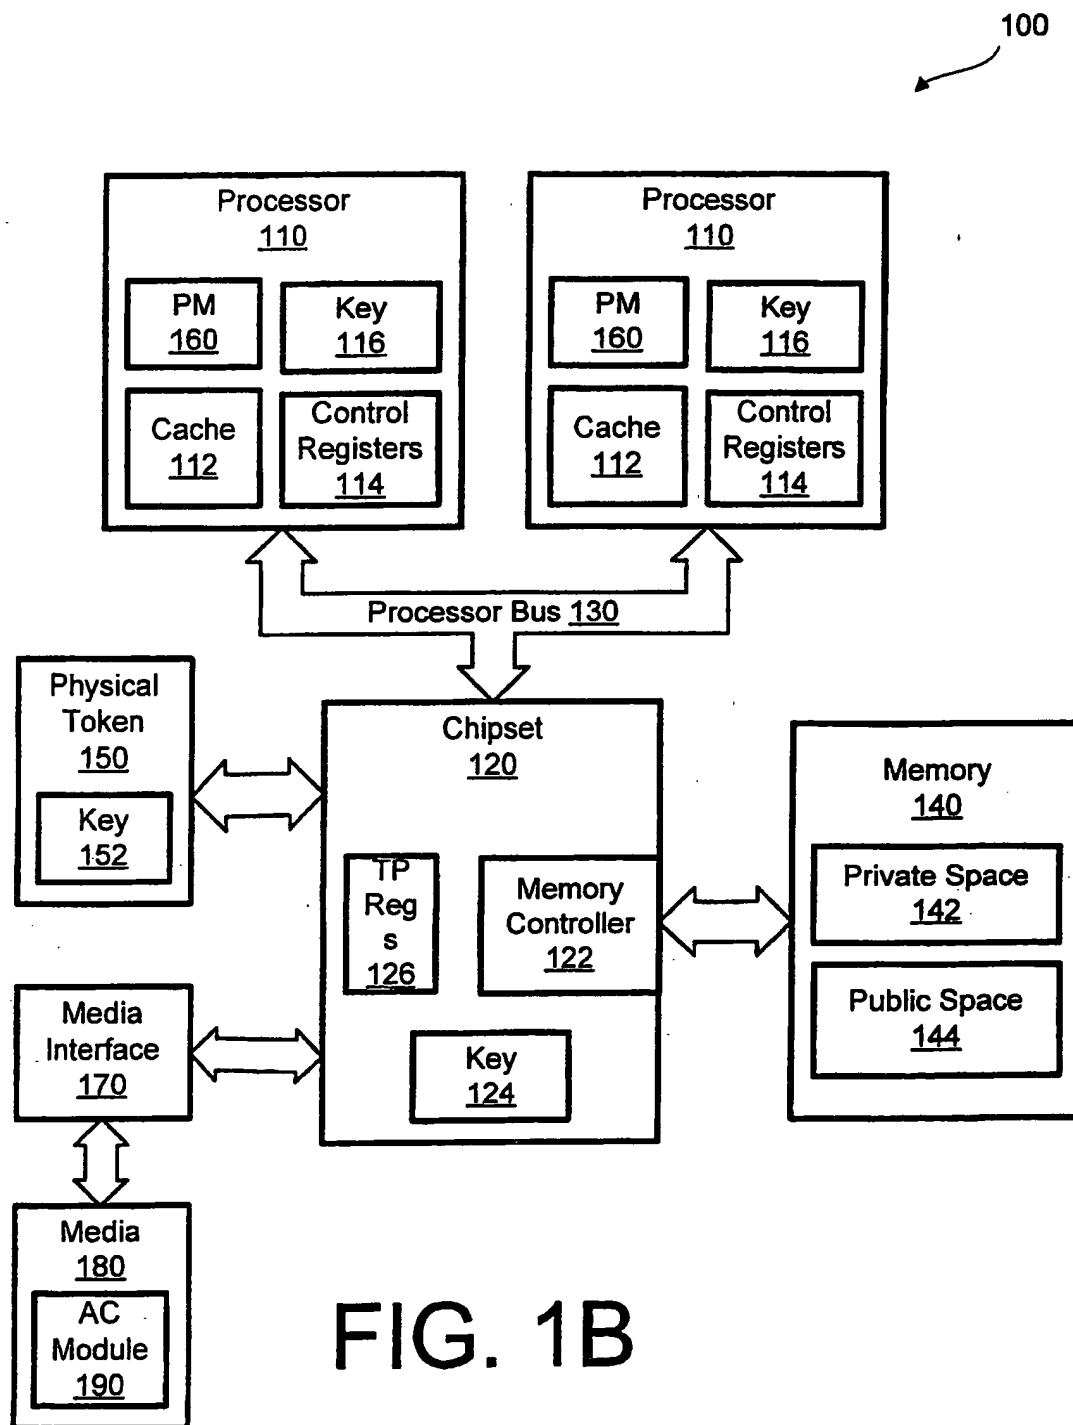 100
Processor
110
PM
160
Key
116
Cache
112
Control
Registers
114
Processor
110
PM
160
Key
116
Cache
112
Control
Registers
114
Processor Bus 130
Physical
Token
150
Key
152
Chipset
120
TP
Reg
s
126
Memory
Controller
122
Key
124
Memory
140
Private Space
142
Public Space
144
Media
Interface
170
Media
180
AC
Module
190
FIG. 1B